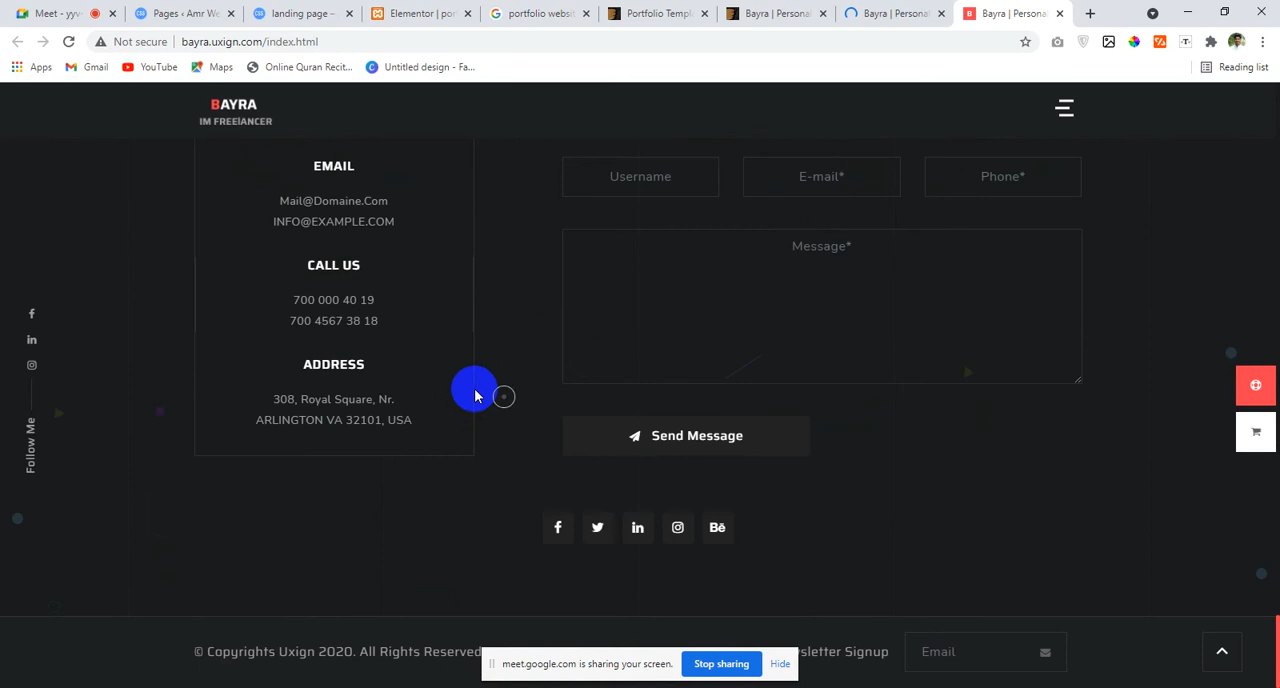 Meet - yyv-
Pages ‹ Amr We
landing page –
Elementor | po
portfolio websit
Portfolio Templ
Bayra | Personal
Bayra | Persona
Bayra | Personal
Not secure
bayra.uxign.com/index.html
Apps
Gmail
YouTube
Maps
Online Quran Recit...
Untitled design - Fa...
Reading list
BAYRA
IM FREElANCER
EMAIL
Mail@Domaine.Com
INFO@EXAMPLE.COM
CALL US
700 000 40 19
700 4567 38 18
ADDRESS
308, Royal Square, Nr.
ARLINGTON VA 32101, USA
Username
E-mail*
Phone*
Message*
Send Message
Follow Me
© Copyrights Uxign 2020. All Rights Reserved
wsletter Signup
Email
meet.google.com is sharing your screen.
Stop sharing
Hide